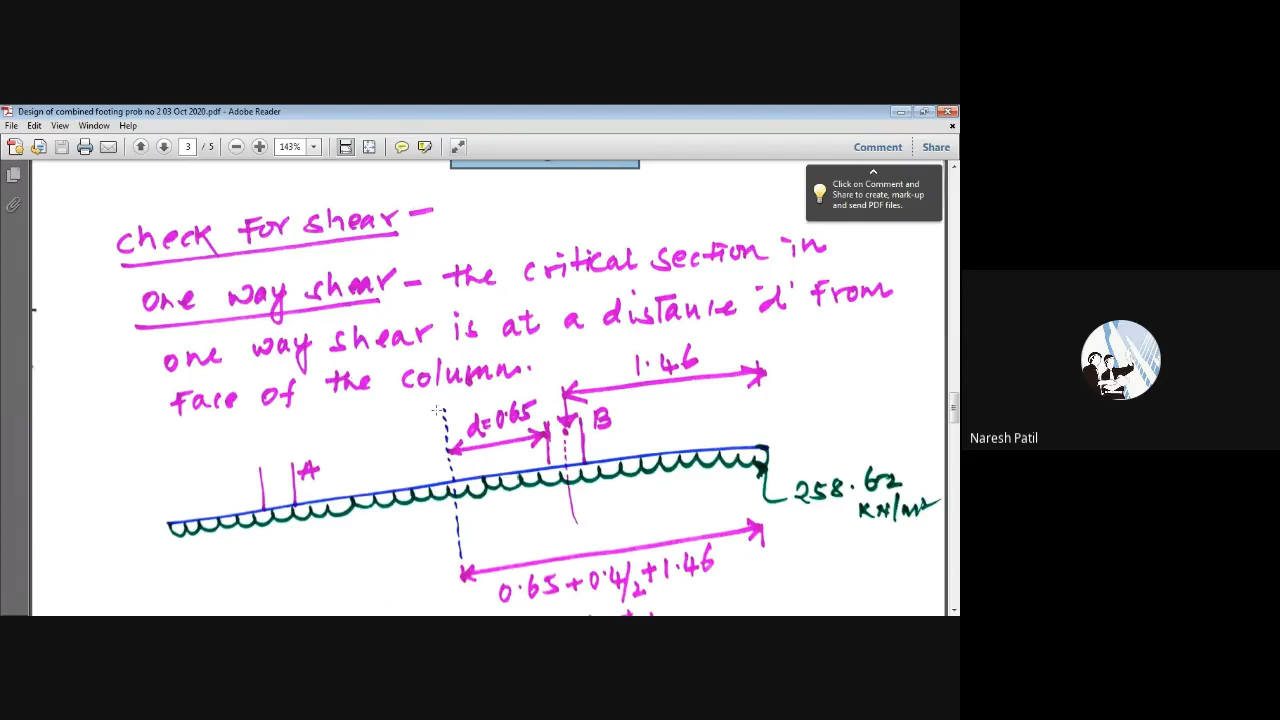 Design of combined footing prob no 2 03 Oct 2020.pdf - Adobe Reader
File Edit View Window Help
3 / 5 143% Comment Share
Click on Comment and
Share to create, mark-up
and send PDF files.
check For shear -
one way shear - the critical section in
one way shear is at a distance 'd' From
Face of the column.
1.46
d=0.65
B
A
258.62
KN/m²
0.65+0.4/2+1.46
Naresh Patil